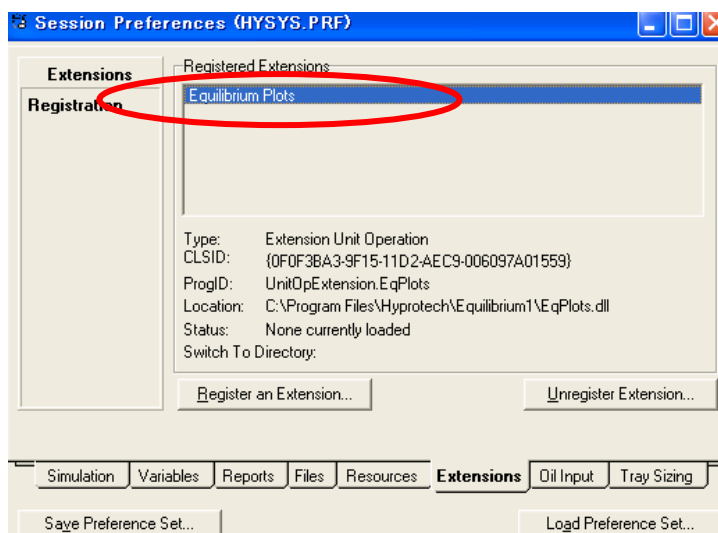 Session Preferences (HYSYS.PRF)
Extensions
Registration
Registered Extensions
Equilibrium Plots
Type: Extension Unit Operation
CLSID: {0F0F3BA3-9F15-11D2-AEC9-006097A01559}
ProgID: UnitOpExtension.EqPlots
Location: C:\Program Files\Hyprotech\Equilibrium1\EqPlots.dll
Status: None currently loaded
Switch To Directory:
Register an Extension... Unregister Extension...
Simulation Variables Reports Files Resources Extensions Oil Input Tray Sizing
Save Preference Set... Load Preference Set...